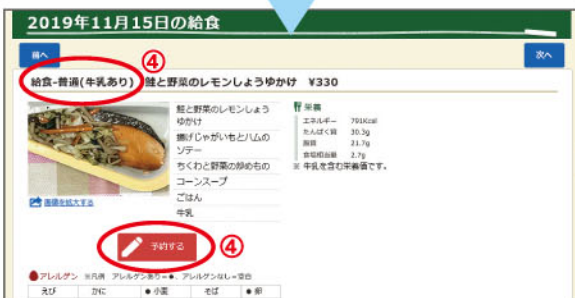 2019年11月15日の給食
前へ
④
次へ
給食-普通(牛乳あり) 鮭と野菜のレモンしょうゆかけ ¥330
鮭と野菜のレモンしょうゆかけ
揚げじゃがいもとハムのソテー
ちくわと野菜の炒めもの
コーンスープ
ごはん
牛乳
栄養
エネルギー 791Kcal
たんぱく質 30.3g
脂質 21.7g
食塩相当量 2.7g
※ 牛乳を含む栄養価です。
画像を拡大する
予約する
④
アレルゲン ※凡例 アレルゲンあり=●、アレルゲンなし=空白
えび かに ●小麦 そば ●卵